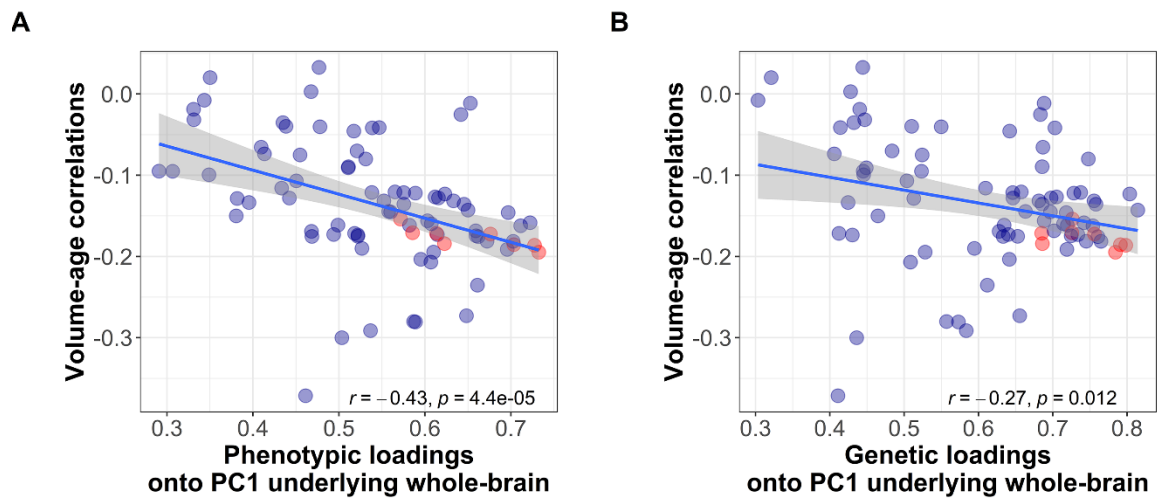 A
B
Volume-age correlations
0.0
-0.1
-0.2
-0.3
r = −0.43, p = 4.4e-05
0.3 0.4 0.5 0.6 0.7
Phenotypic loadings
onto PC1 underlying whole-brain
Volume-age correlations
0.0
-0.1
-0.2
-0.3
r = −0.27, p = 0.012
0.3 0.4 0.5 0.6 0.7 0.8
Genetic loadings
onto PC1 underlying whole-brain